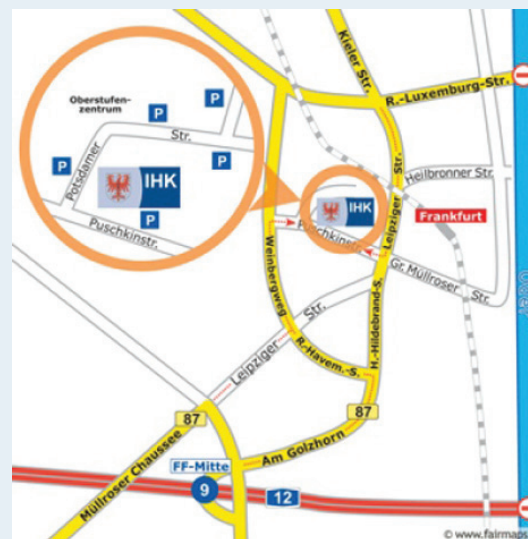 Kieler Str.
R.-Luxemburg-Str.
Oberstufen-
zentrum
P
P
P
P
P
Potsdamer
Str.
IHK
Puschkinstr.
Leipziger
Str.
Heilbronner Str.
IHK
Frankfurt
Puschkinstr.
Gr. Müllroser
Str.
Weinbergweg
Oder
R.-Havem.-S.
H.-Hildebrand-S.
Leipziger
Str.
87
87
Am Golzhorn
FF-Mitte
Müllroser Chaussee
9
12
© www.fairmaps